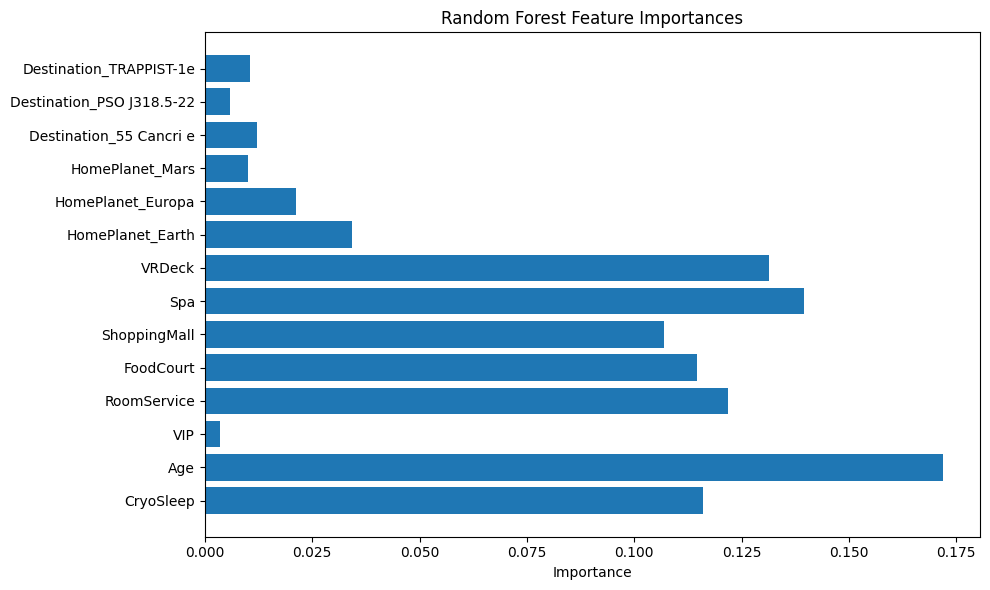 Random Forest Feature Importances
Destination_TRAPPIST-1e
Destination_PSO J318.5-22
Destination_55 Cancri e
HomePlanet_Mars
HomePlanet_Europa
HomePlanet_Earth
VRDeck
Spa
ShoppingMall
FoodCourt
RoomService
VIP
Age
CryoSleep
0.000 0.025 0.050 0.075 0.100 0.125 0.150 0.175
Importance